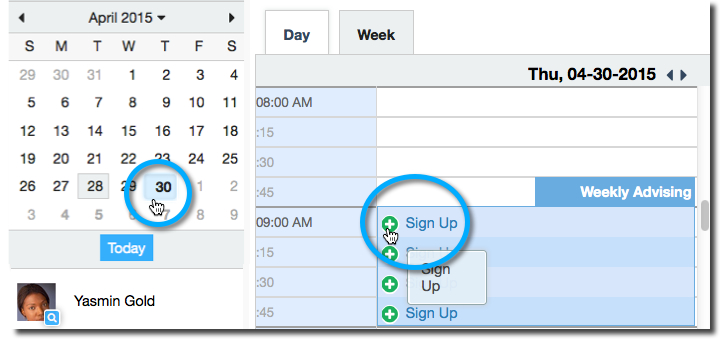 April 2015
S M T W T F S
29 30 31 1 2 3 4
5 6 7 8 9 10 11
12 13 14 15 16 17 18
19 20 21 22 23 24 25
26 27 28 29 30 1 2
3 4 5 6 7 8 9
Today
Yasmin Gold
Day Week
Thu, 04-30-2015
08:00 AM
:15
:30
:45
Weekly Advising
09:00 AM
Sign Up
:15
Sign Up
:30
:45
Sign Up
Sign
Up